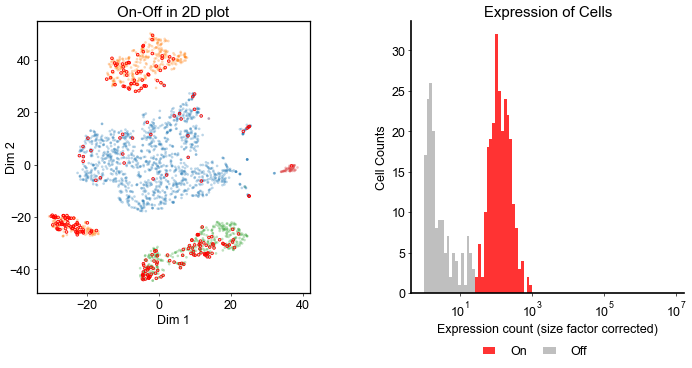 On-Off in 2D plot
Dim 2
40
20
0
−20
−40
−20
0
20
40
Dim 1
Expression of Cells
Cell Counts
30
25
20
15
10
5
0
10^1
10^3
10^5
10^7
Expression count (size factor corrected)
On
Off